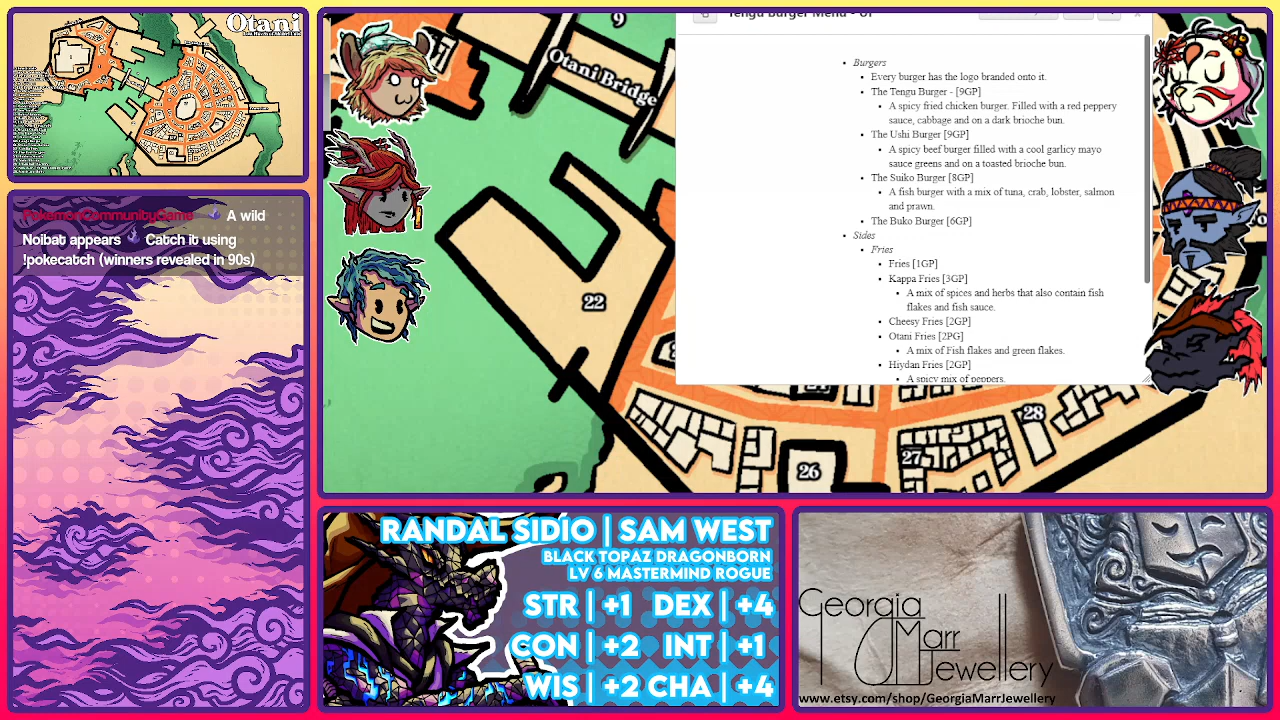 Otani
PokemonCommunityGame A wild
Noibat appears Catch it using
!pokecatch (winners revealed in 90s)
9
Otani Bridge
22
26
27
28
Tengu Burger Menu - Of
Burgers
Every burger has the logo branded onto it.
The Tengu Burger - [9GP]
A spicy fried chicken burger. Filled with a red peppery
sauce, cabbage and on a dark brioche bun.
The Ushi Burger [9GP]
A spicy beef burger filled with a cool garlicy mayo
sauce greens and on a toasted brioche bun.
The Suiko Burger [8GP]
A fish burger with a mix of tuna, crab, lobster, salmon
and prawn.
The Buko Burger [6GP]
Sides
Fries
Fries [1GP]
Kappa Fries [3GP]
A mix of spices and herbs that also contain fish
flakes and fish sauce.
Cheesy Fries [2GP]
Otani Fries [2PG]
A mix of Fish flakes and green flakes.
Hiydan Fries [2GP]
A spicy mix of peppers.
RANDAL SIDIO | SAM WEST
BLACK TOPAZ DRAGONBORN
LV 6 MASTERMIND ROGUE
STR | +1 DEX | +4
CON | +2 INT | +1
WIS | +2 CHA | +4
Georgia
Marr
Jewellery
www.etsy.com/shop/GeorgiaMarrJewellery